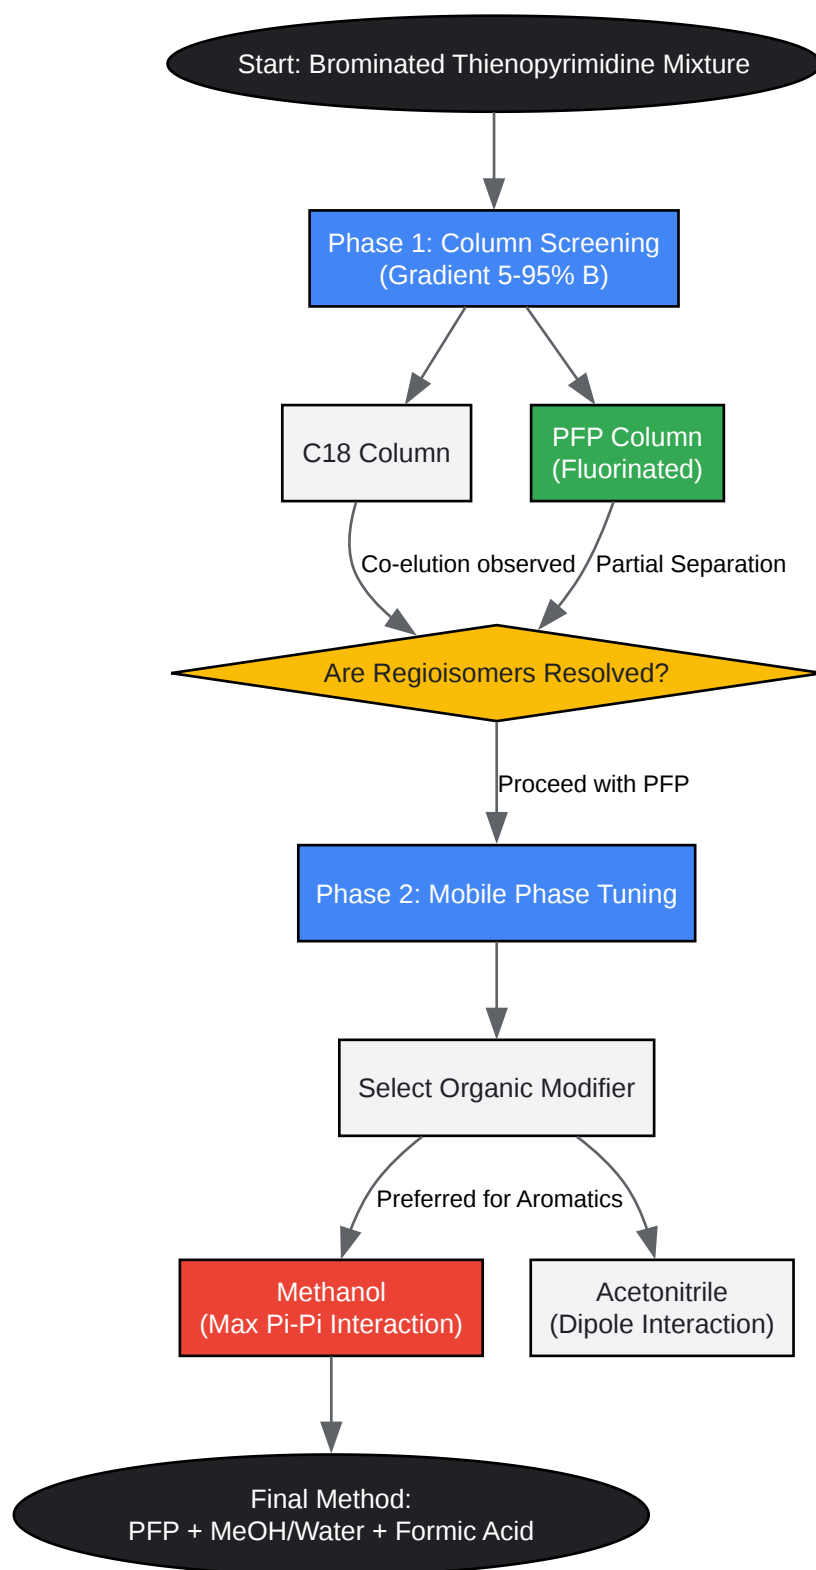 Start: Brominated Thienopyrimidine Mixture
Phase 1: Column Screening
(Gradient 5-95% B)
C18 Column
PFP Column
(Fluorinated)
Co-elution observed
Partial Separation
Are Regioisomers Resolved?
Proceed with PFP
Phase 2: Mobile Phase Tuning
Select Organic Modifier
Preferred for Aromatics
Methanol
(Max Pi-Pi Interaction)
Acetonitrile
(Dipole Interaction)
Final Method:
PFP + MeOH/Water + Formic Acid